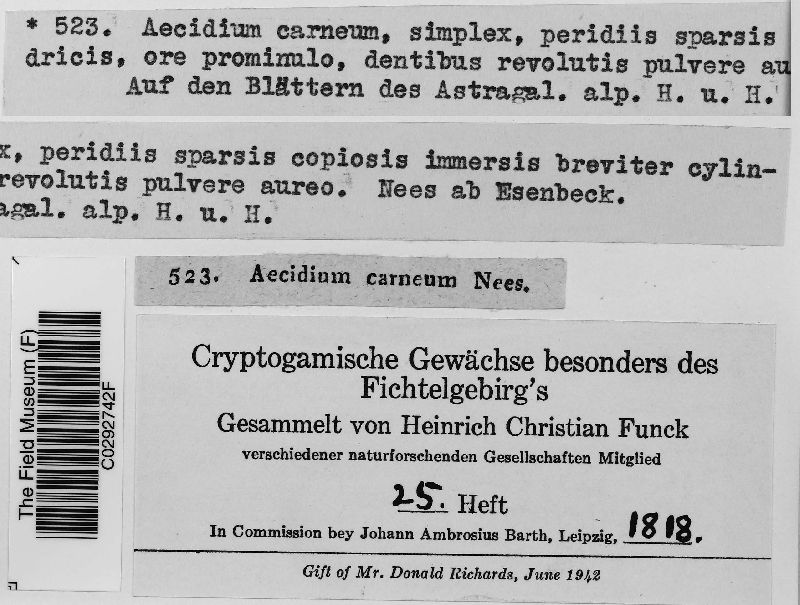 * 523. Aecidium carneum, simplex, peridiis sparsis
dricis, ore prominulo, dentibus revolutis pulvere au
Auf den Blättern des Astragal. alp. H. u. H.
x, peridiis sparsis copiosis immersis breviter cylin-
revolutis pulvere aureo. Nees ab Esenbeck.
agal. alp. H. u. H.
523. Aecidium carneum Nees.
The Field Museum (F)
C0292742F
Cryptogamische Gewächse besonders des
Fichtelgebirg's
Gesammelt von Heinrich Christian Funck
verschiedener naturforschenden Gesellschaften Mitglied
25. Heft
In Commission bey Johann Ambrosius Barth, Leipzig, 1818.
Gift of Mr. Donald Richards, June 1942